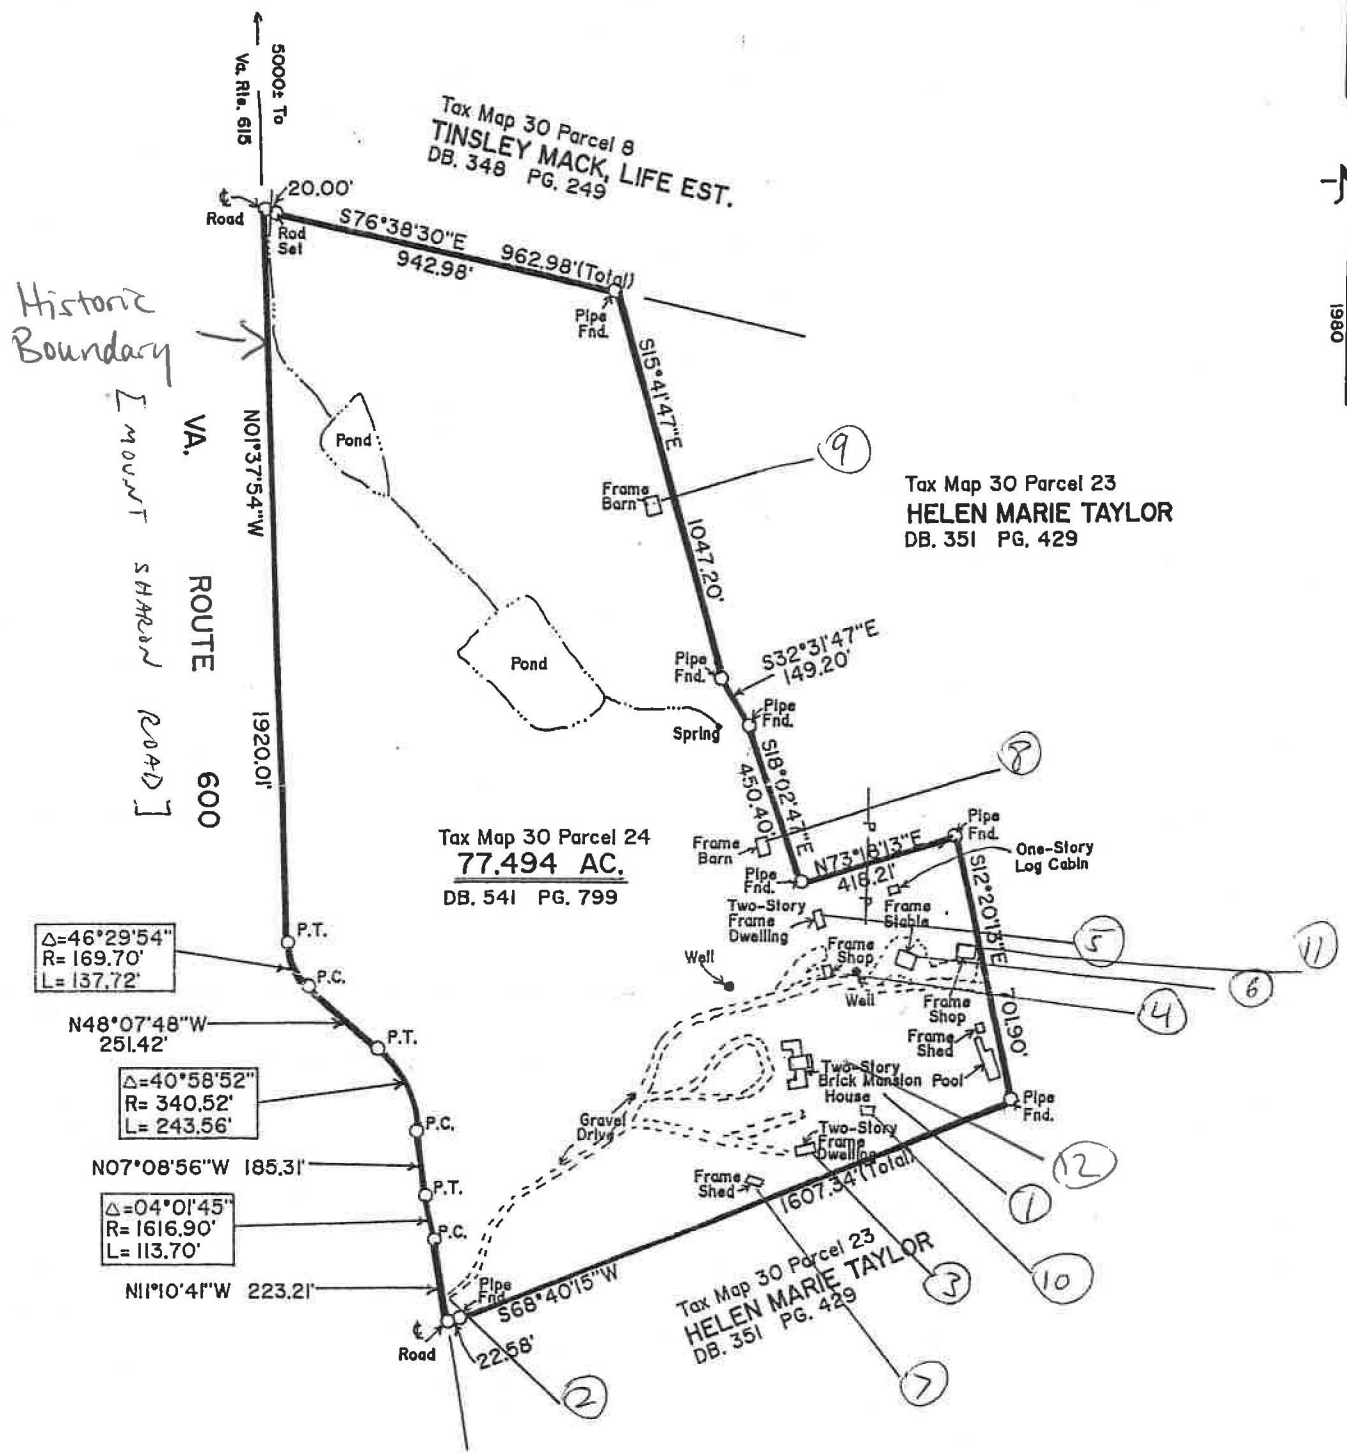 5000± To
Va. Rte. 615
Tax Map 30 Parcel 8
TINSLEY MACK, LIFE EST.
DB. 348 PG. 249
20.00'
℄
Road
Rod
Set
S76°38'30"E
942.98'
962.98'(Total)
Pipe
Fnd.
1980
Historic
Boundary
[MOUNT SHARON ROAD]
VA. ROUTE 600
N01°37'54"W
1920.01'
Pond
S15°41'47"E
1047.20'
Frame
Barn
9
Tax Map 30 Parcel 23
HELEN MARIE TAYLOR
DB. 351 PG. 429
Pond
Spring
Pipe
Fnd.
S32°31'47"E
149.20'
Pipe
Fnd.
S18°02'47"E
450.40'
8
Tax Map 30 Parcel 24
77.494 AC.
DB. 541 PG. 799
Frame
Barn
Pipe
Fnd.
N73°18'13"E
418.21'
P
P
Pipe
Fnd.
One-Story
Log Cabin
S12°20'13"E
701.90'
Two-Story
Frame
Dwelling
Frame
Stable
5
11
6
4
Well
Frame
Shop
Well
Frame
Shop
Frame
Shed
Pool
Two-Story
Brick Mansion
House
Pipe
Fnd.
Δ=46°29'54"
R= 169.70'
L= 137.72'
P.T.
P.C.
N48°07'48"W
251.42'
P.T.
Δ=40°58'52"
R= 340.52'
L= 243.56'
P.C.
N07°08'56"W 185.31'
P.T.
Δ=04°01'45"
R= 1616.90'
L= 113.70'
P.C.
N11°10'41"W 223.21'
Gravel
Drive
Two-Story
Frame
Dwelling
Frame
Shed
1607.34'(Total)
S68°40'15"W
Pipe
Fnd
℄
Road
22.58'
Tax Map 30 Parcel 23
HELEN MARIE TAYLOR
DB. 351 PG. 429
12
1
10
3
7
2